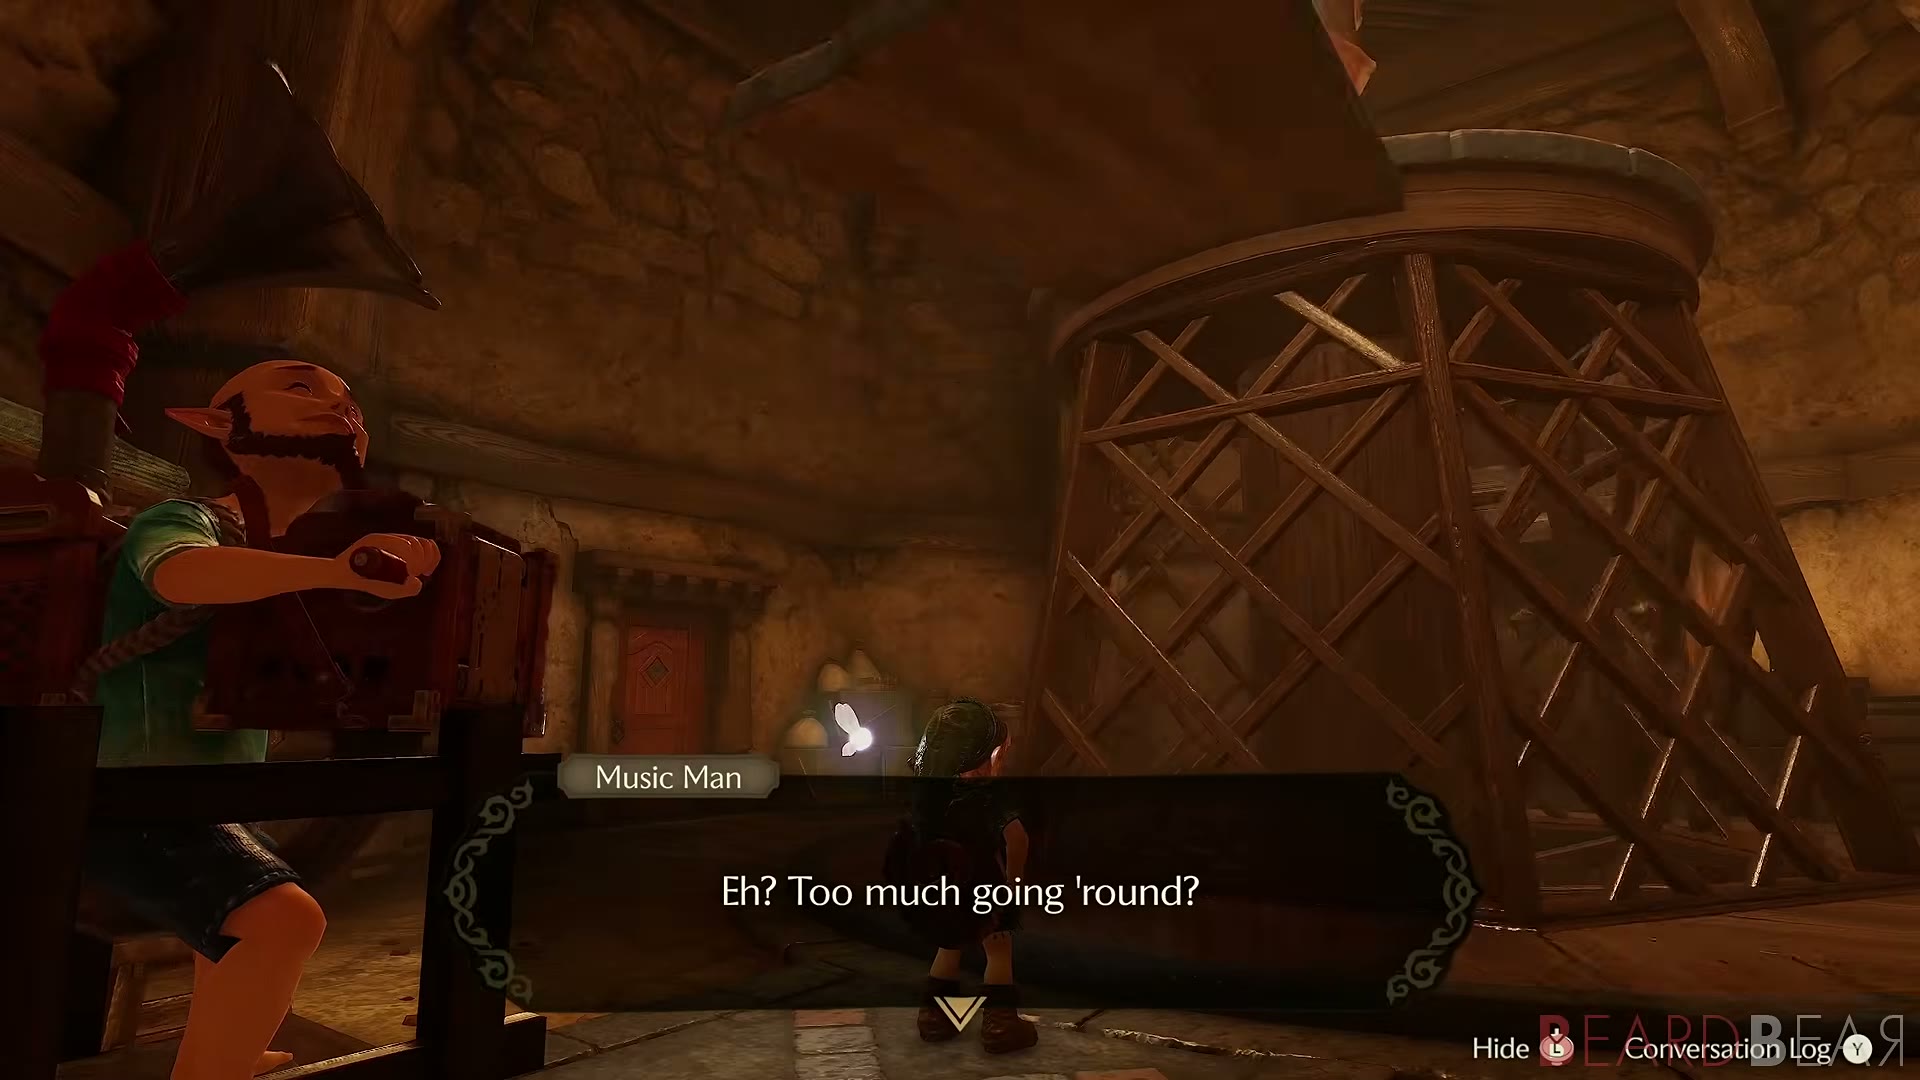 Music Man
Eh? Too much going 'round?
Hide L
Conversation Log Y
BEARDBEAR